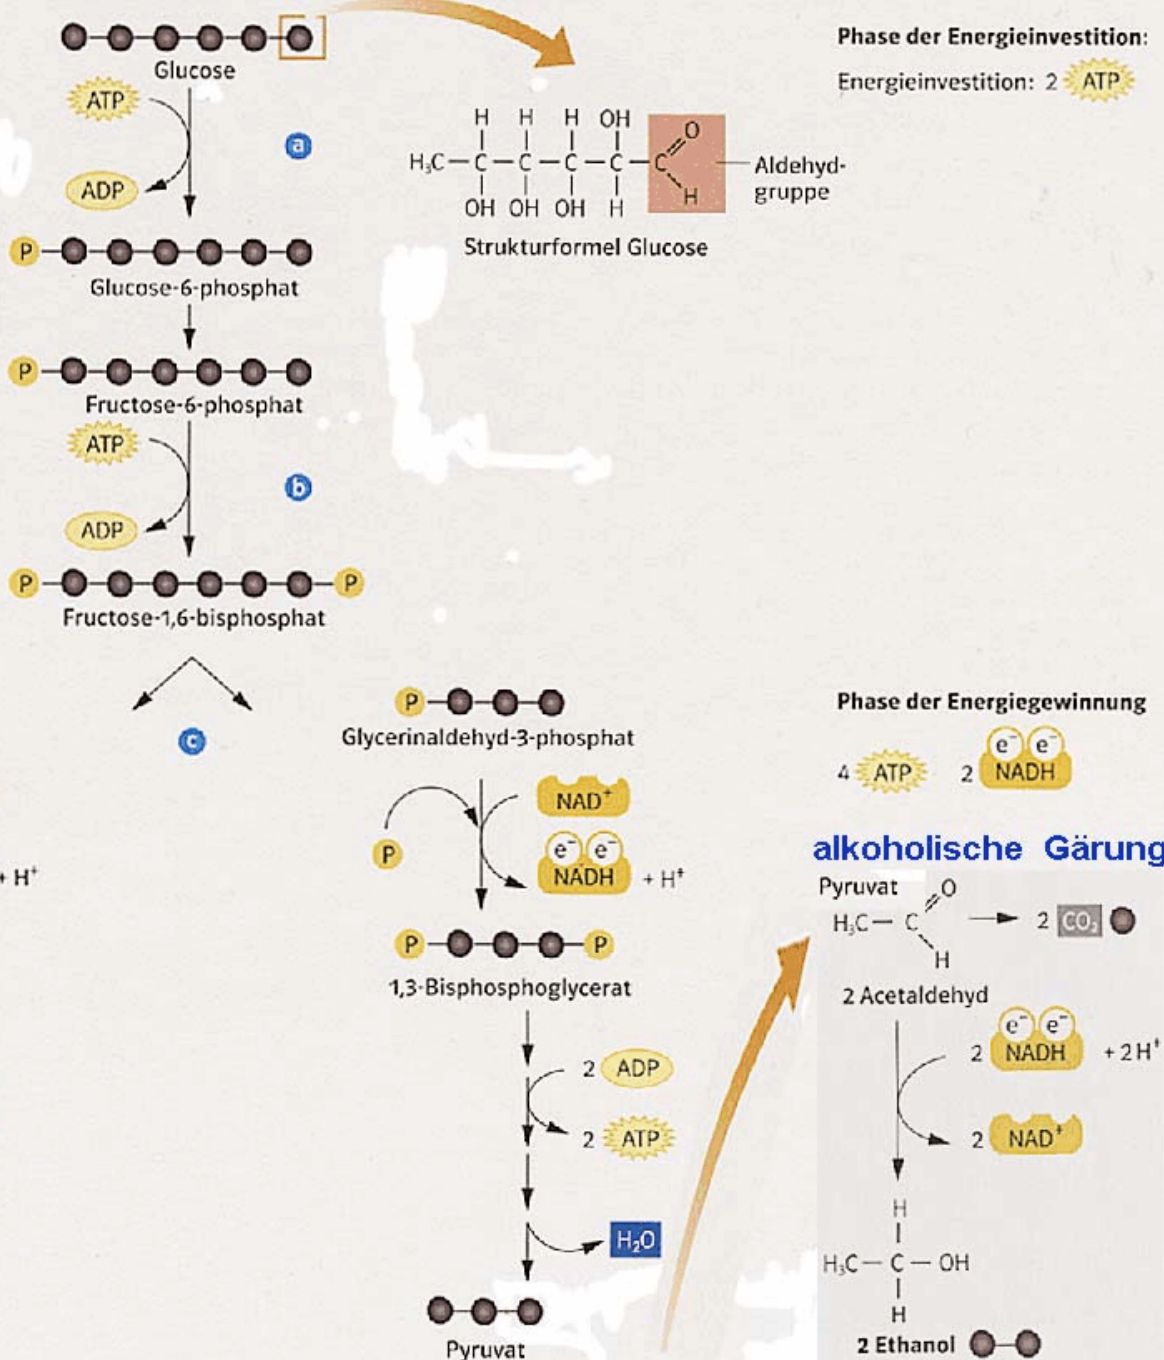 Glucose
ATP
a
ADP
P
Glucose-6-phosphat
P
Fructose-6-phosphat
ATP
b
ADP
P P
Fructose-1,6-bisphosphat
c
+ H⁺
H H H OH
H₃C — C — C — C — C — C O
H
OH OH OH H
Aldehyd-
gruppe
Strukturformel Glucose
Phase der Energieinvestition:
Energieinvestition: 2 ATP
P
Glycerinaldehyd-3-phosphat
NAD⁺
P
e⁻ e⁻
NADH + H⁺
P P
1,3-Bisphosphoglycerat
2 ADP
2 ATP
H₂O
Pyruvat
Phase der Energiegewinnung
e⁻ e⁻
4 ATP 2 NADH
alkoholische Gärung
Pyruvat
O
H₃C — C 2 CO₂
H
2 Acetaldehyd
e⁻ e⁻
2 NADH + 2 H⁺
2 NAD⁺
H
H₃C — C — OH
H
2 Ethanol